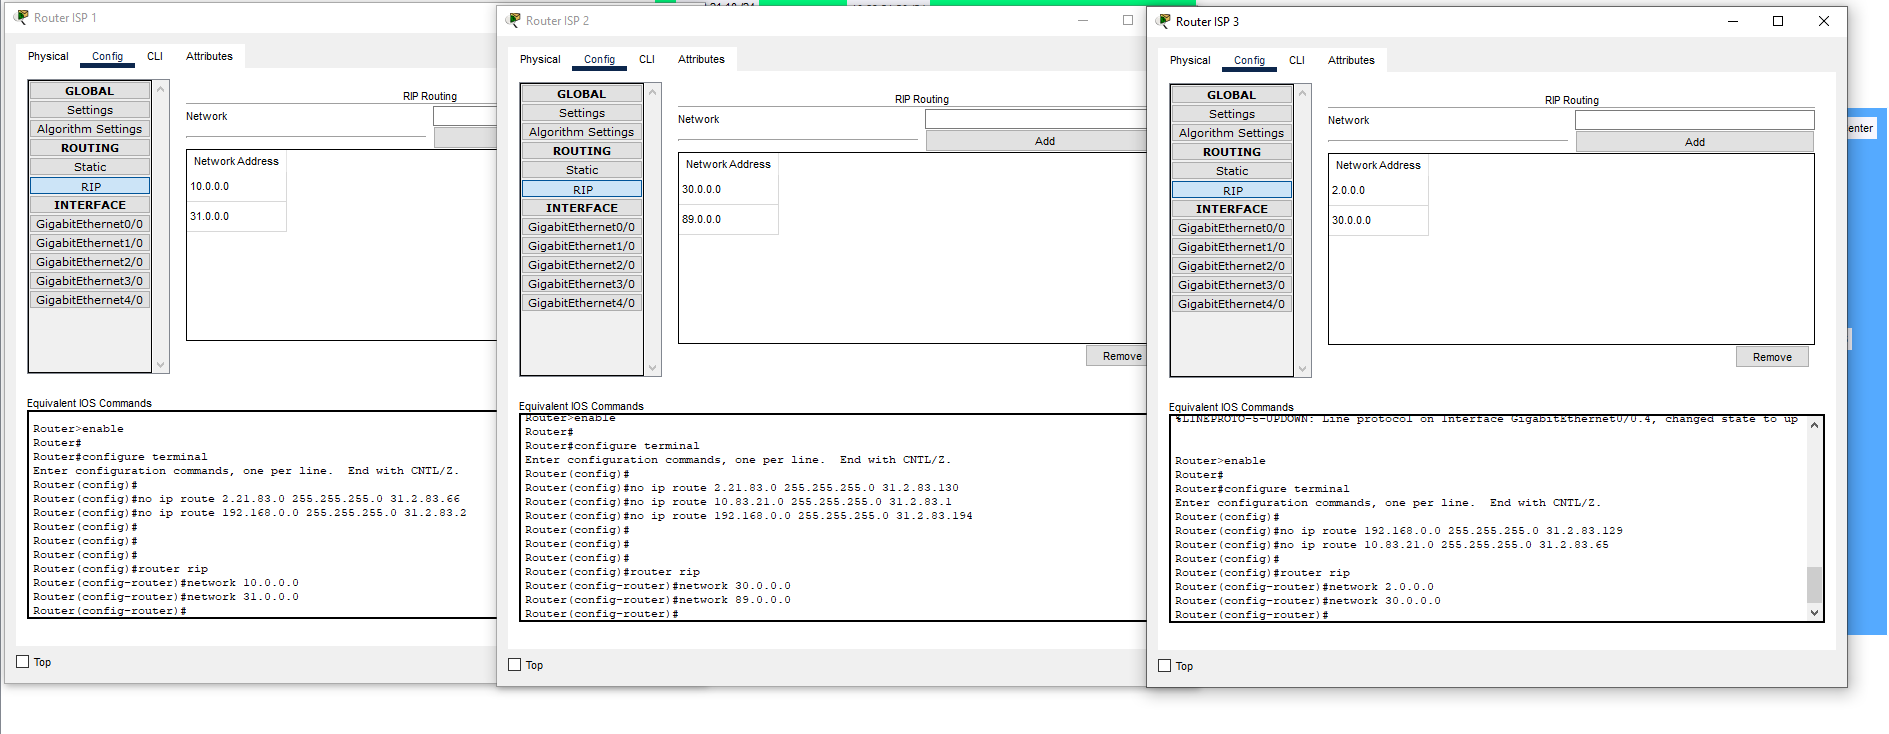 Router ISP 1
Physical Config CLI Attributes
GLOBAL
Settings
Algorithm Settings
ROUTING
Static
RIP
INTERFACE
GigabitEthernet0/0
GigabitEthernet1/0
GigabitEthernet2/0
GigabitEthernet3/0
GigabitEthernet4/0
RIP Routing
Network
Network Address
10.0.0.0
31.0.0.0
Equivalent IOS Commands
Router>enable
Router#
Router#configure terminal
Enter configuration commands, one per line. End with CNTL/Z.
Router(config)#
Router(config)#no ip route 2.21.83.0 255.255.255.0 31.2.83.66
Router(config)#no ip route 192.168.0.0 255.255.255.0 31.2.83.2
Router(config)#
Router(config)#
Router(config)#
Router(config)#router rip
Router(config-router)#network 10.0.0.0
Router(config-router)#network 31.0.0.0
Router(config-router)#
Top
Router ISP 2
Physical Config CLI Attributes
GLOBAL
Settings
Algorithm Settings
ROUTING
Static
RIP
INTERFACE
GigabitEthernet0/0
GigabitEthernet1/0
GigabitEthernet2/0
GigabitEthernet3/0
GigabitEthernet4/0
RIP Routing
Network
Add
Network Address
30.0.0.0
89.0.0.0
Remove
Equivalent IOS Commands
Router>enable
Router#
Router#configure terminal
Enter configuration commands, one per line. End with CNTL/Z.
Router(config)#
Router(config)#no ip route 2.21.83.0 255.255.255.0 31.2.83.130
Router(config)#no ip route 10.83.21.0 255.255.255.0 31.2.83.1
Router(config)#no ip route 192.168.0.0 255.255.255.0 31.2.83.194
Router(config)#
Router(config)#
Router(config)#
Router(config)#router rip
Router(config-router)#network 30.0.0.0
Router(config-router)#network 89.0.0.0
Router(config-router)#
Top
Router ISP 3
Physical Config CLI Attributes
GLOBAL
Settings
Algorithm Settings
ROUTING
Static
RIP
INTERFACE
GigabitEthernet0/0
GigabitEthernet1/0
GigabitEthernet2/0
GigabitEthernet3/0
GigabitEthernet4/0
RIP Routing
Network
Add
Network Address
2.0.0.0
30.0.0.0
Remove
Equivalent IOS Commands
%LINEPROTO-5-UPDOWN: Line protocol on Interface GigabitEthernet0/0.4, changed state to up
Router>enable
Router#
Router#configure terminal
Enter configuration commands, one per line. End with CNTL/Z.
Router(config)#
Router(config)#no ip route 192.168.0.0 255.255.255.0 31.2.83.129
Router(config)#no ip route 10.83.21.0 255.255.255.0 31.2.83.65
Router(config)#
Router(config)#router rip
Router(config-router)#network 2.0.0.0
Router(config-router)#network 30.0.0.0
Router(config-router)#
Top
enter